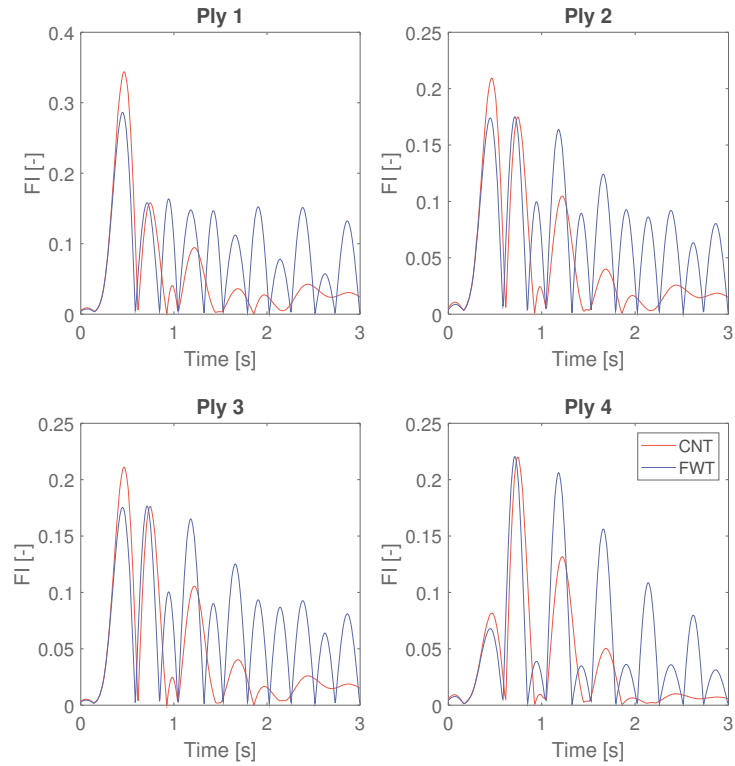 Ply 1
0.4
0.3
0.2
0.1
0
FI [-]
0 1 2 3
Time [s]
Ply 2
0.25
0.2
0.15
0.1
0.05
0
FI [-]
0 1 2 3
Time [s]
Ply 3
0.25
0.2
0.15
0.1
0.05
0
FI [-]
0 1 2 3
Time [s]
Ply 4
0.25
0.2
0.15
0.1
0.05
0
FI [-]
CNT
FWT
0 1 2 3
Time [s]